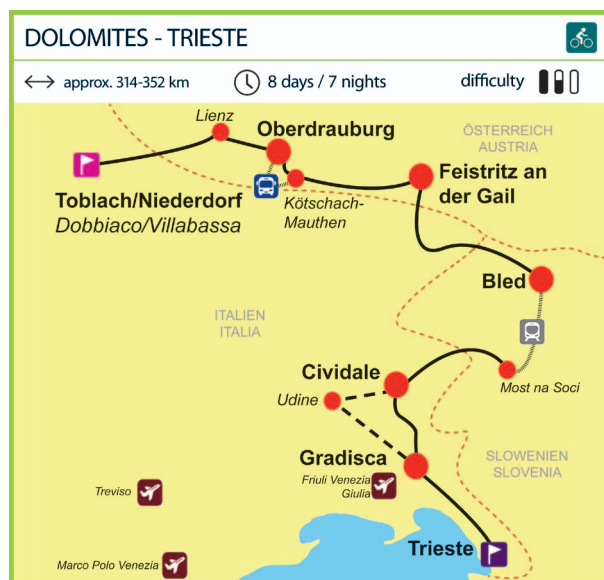 DOLOMITES - TRIESTE
approx. 314-352 km
8 days / 7 nights
difficulty
Lienz
Oberdrauburg
ÖSTERREICH
AUSTRIA
Toblach/Niederdorf
Dobbiaco/Villabassa
Kötschach-
Mauthen
Feistritz an
der Gail
Bled
ITALIEN
ITALIA
Cividale
Udine
Most na Soci
Gradisca
Friuli Venezia
Giulia
SLOWENIEN
SLOVENIA
Treviso
Trieste
Marco Polo Venezia